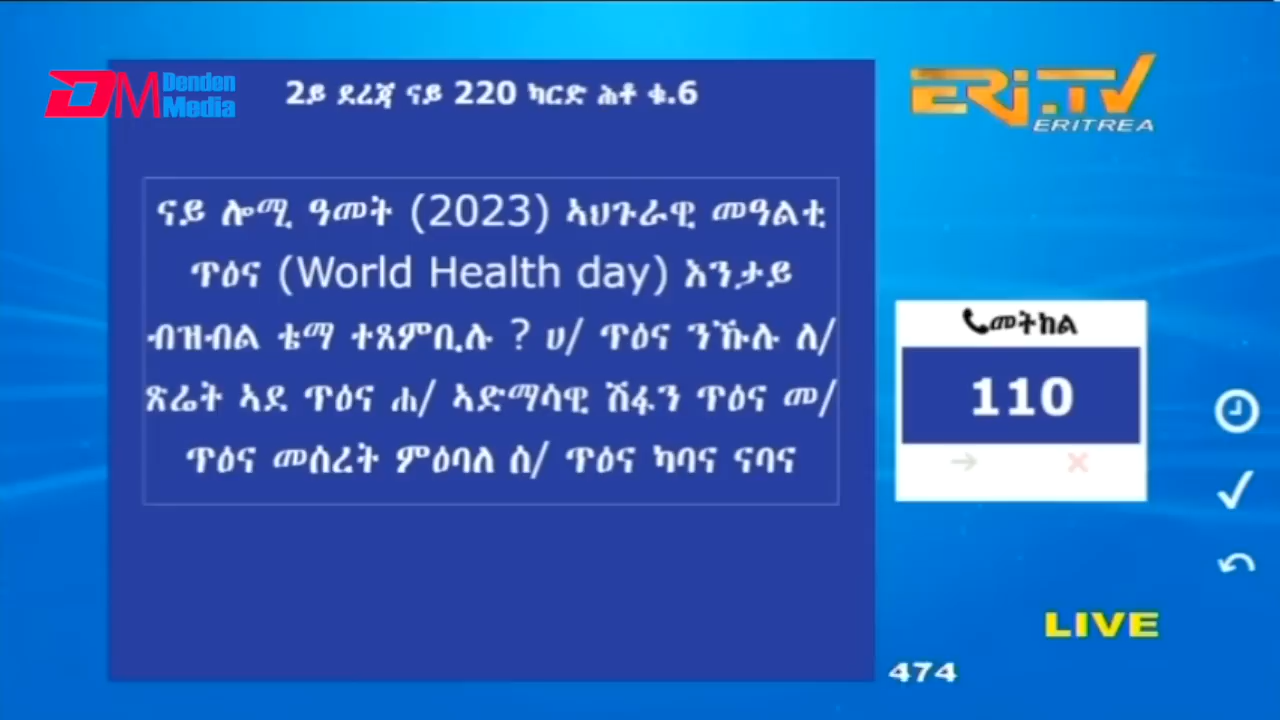 DM Denden Media
2ይ ደረጃ ናይ 220 ካርድ ሕቶ ቁ.6
ERi.TV
ERITREA
ናይ ሎሚ ዓመት (2023) ኣህጉራዊ መዓልቲ
ጥዕና (World Health day) እንታይ
ብዝብል ቴማ ተጸምቢሉ ? ሀ/ ጥዕና ንኹሉ ለ/
ጽሬት ኣደ ጥዕና ሐ/ ኣድማሳዊ ሽፋን ጥዕና መ/
ጥዕና መሰረት ምዕባለ ሰ/ ጥዕና ካባና ናባና
መትከል
110
LIVE
474